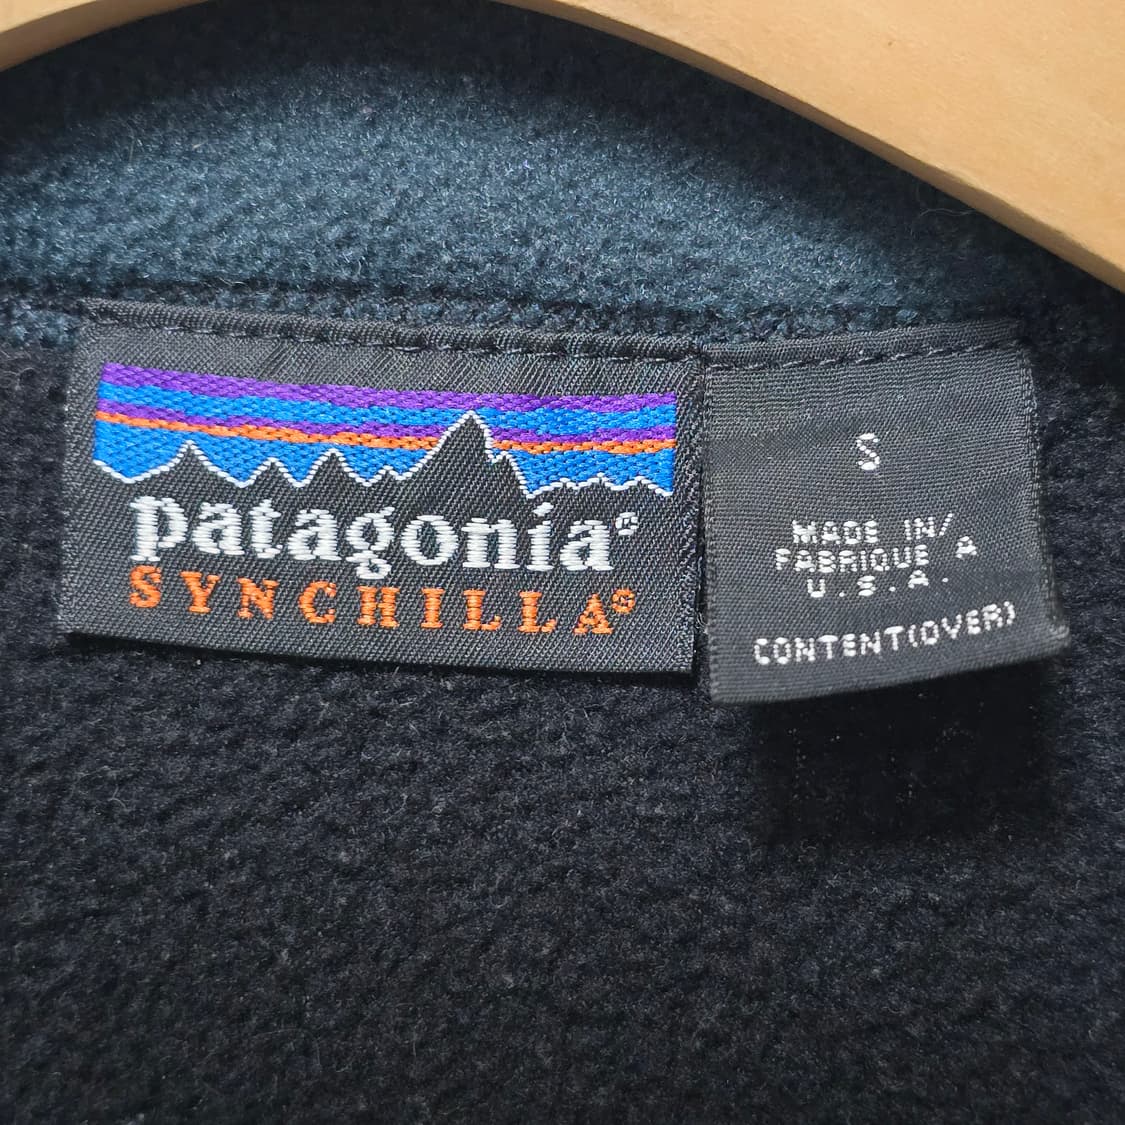 patagonia®
SYNCHILLA®
S
MADE IN/
FABRIQUE A
U.S.A.
CONTENT(OVER)